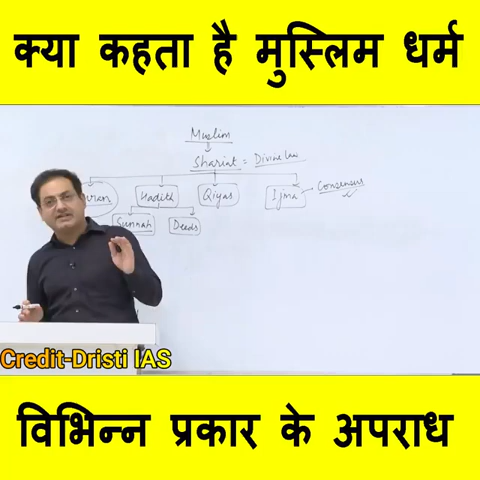 क्या कहता है मुस्लिम धर्म
Muslim
Shariat = Divine law
Hadith Qiyas Ijma Consensus
Sunnah Deeds
Credit-Dristi IAS
विभिन्न प्रकार के अपराध